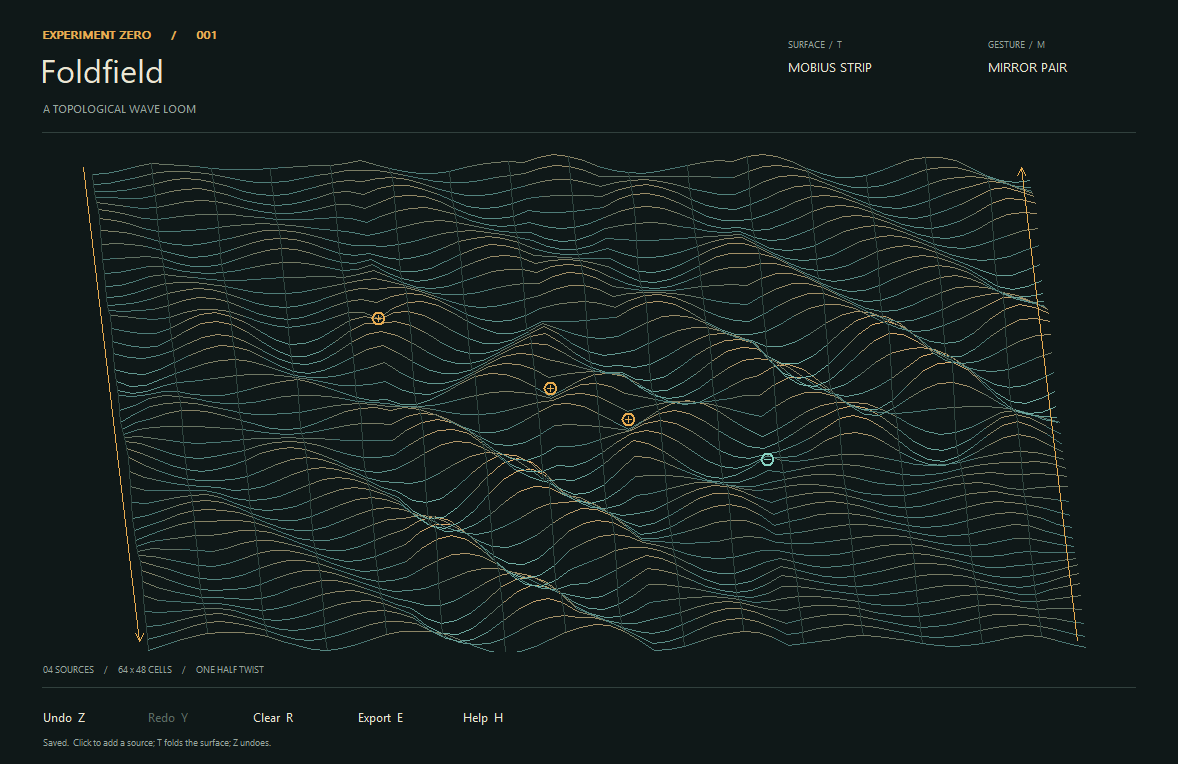 EXPERIMENT ZERO / 001
Foldfield
A TOPOLOGICAL WAVE LOOM
SURFACE / T
MOBIUS STRIP
GESTURE / M
MIRROR PAIR
04 SOURCES / 64 x 48 CELLS / ONE HALF TWIST
Undo Z Redo Y Clear R Export E Help H
Saved. Click to add a source; T folds the surface; Z undoes.